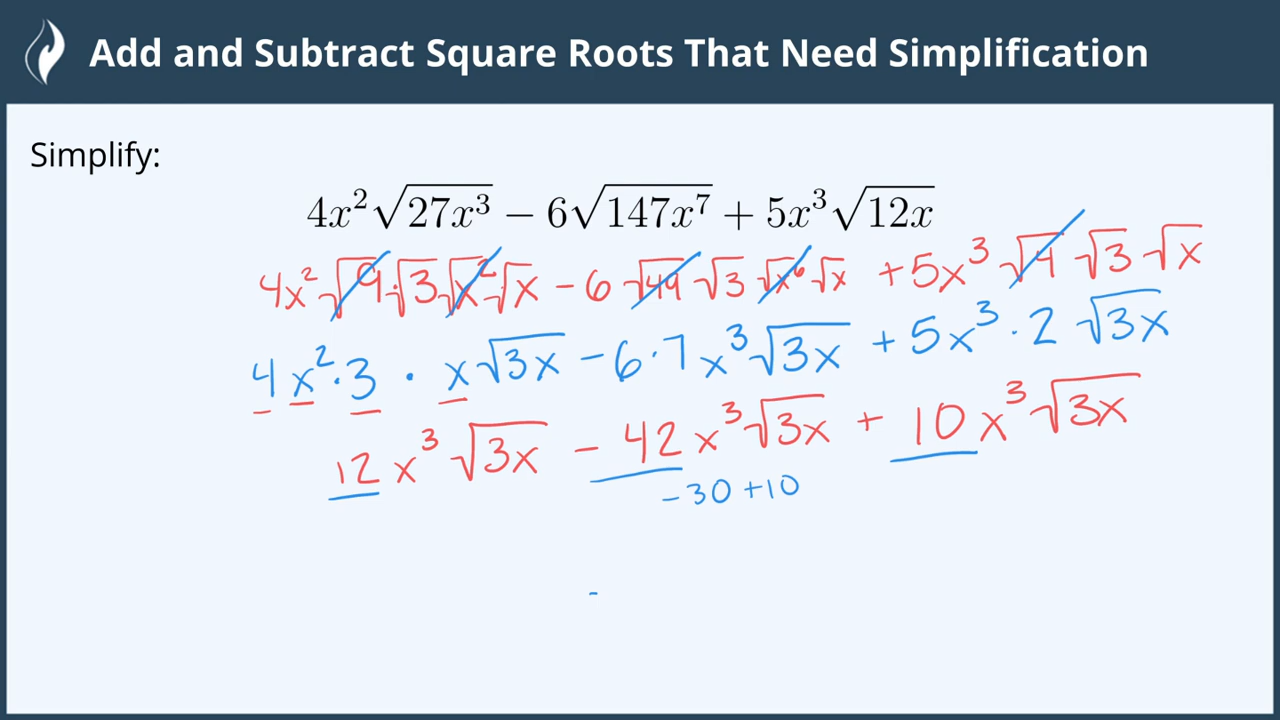 Add and Subtract Square Roots That Need Simplification
Simplify:
4x²√(27x³) − 6√(147x⁷) + 5x³√(12x)
4x²√9·√3√x²·√x − 6√49√3√x⁶√x + 5x³√4√3√x
4x²·3·x√(3x) − 6·7x³√(3x) + 5x³·2√(3x)
12x³√(3x) − 42x³√(3x) + 10x³√(3x)
−30+10
-